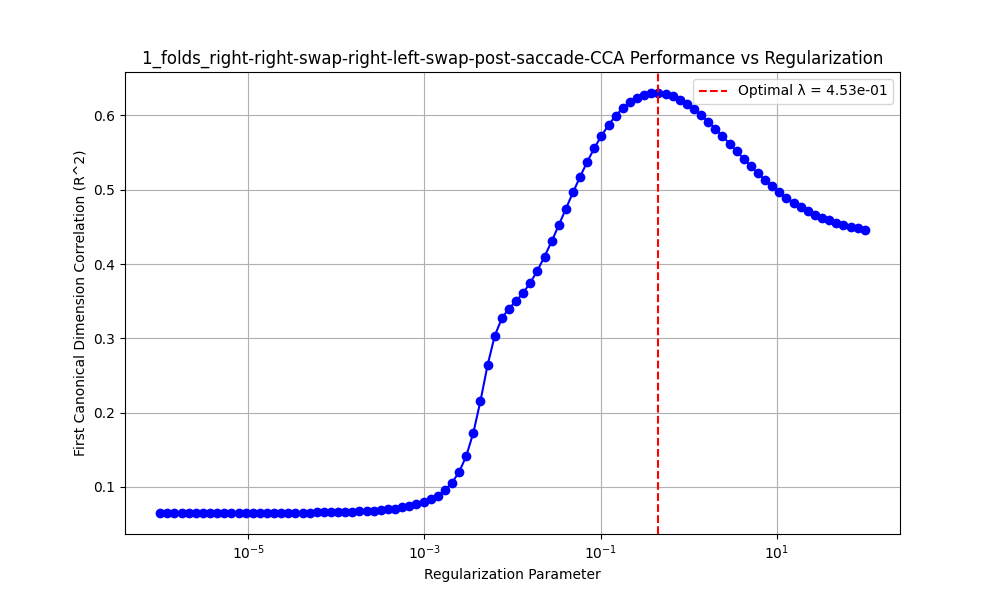 1_folds_right-right-swap-right-left-swap-post-saccade-CCA Performance vs Regularization
Optimal λ = 4.53e-01
First Canonical Dimension Correlation (R^2)
0.6
0.5
0.4
0.3
0.2
0.1
10^-5
10^-3
10^-1
10^1
Regularization Parameter